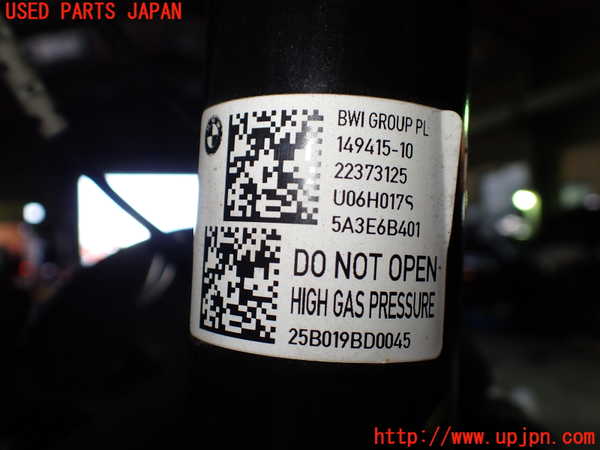 USED PARTS JAPAN
BWI GROUP PL
149415-10
22373125
U06H017S
5A3E6B401
DO NOT OPEN
HIGH GAS PRESSURE
25B019BD0045
http://www.upjpn.com/